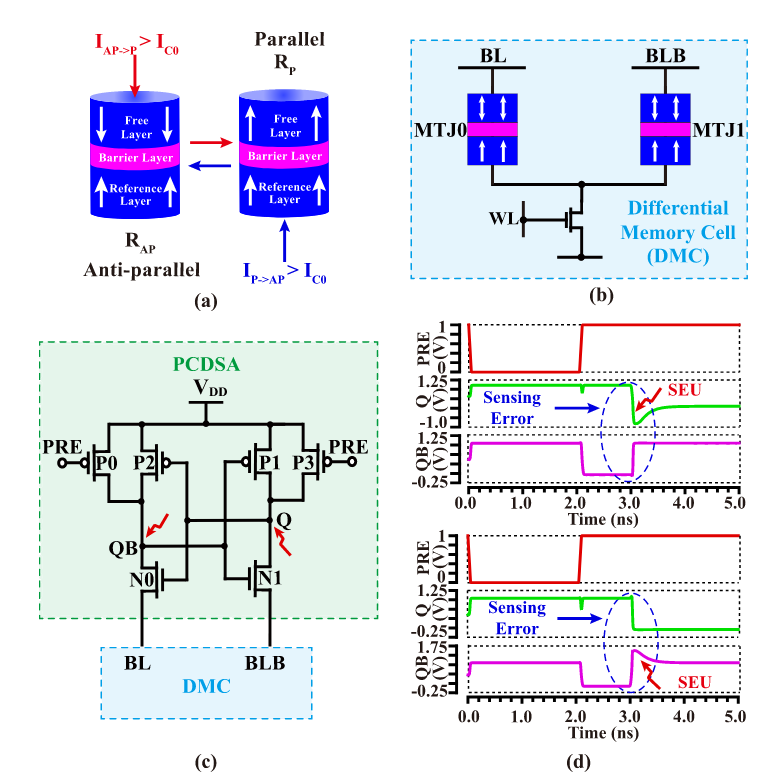 I_AP->P > I_C0
Free
Layer
Barrier Layer
Reference
Layer
R_AP
Anti-parallel
Parallel
R_P
Free
Layer
Barrier Layer
Reference
Layer
I_P->AP > I_C0
(a)
BL
BLB
MTJ0
MTJ1
WL
Differential
Memory Cell
(DMC)
(b)
PCDSA
V_DD
PRE
P0
P2
P1
P3
PRE
Q
QB
N0
N1
BL
BLB
DMC
(c)
PRE
(V)
1
0
Q
(V)
1.25
-1.0
Sensing
Error
SEU
QB
(V)
1.25
-0.25
0.0 1.0 2.0 3.0 4.0 5.0
Time (ns)
PRE
(V)
1
0
Q
(V)
1.25
-0.25
Sensing
Error
QB
(V)
1.75
-0.25
SEU
0.0 1.0 2.0 3.0 4.0 5.0
Time (ns)
(d)